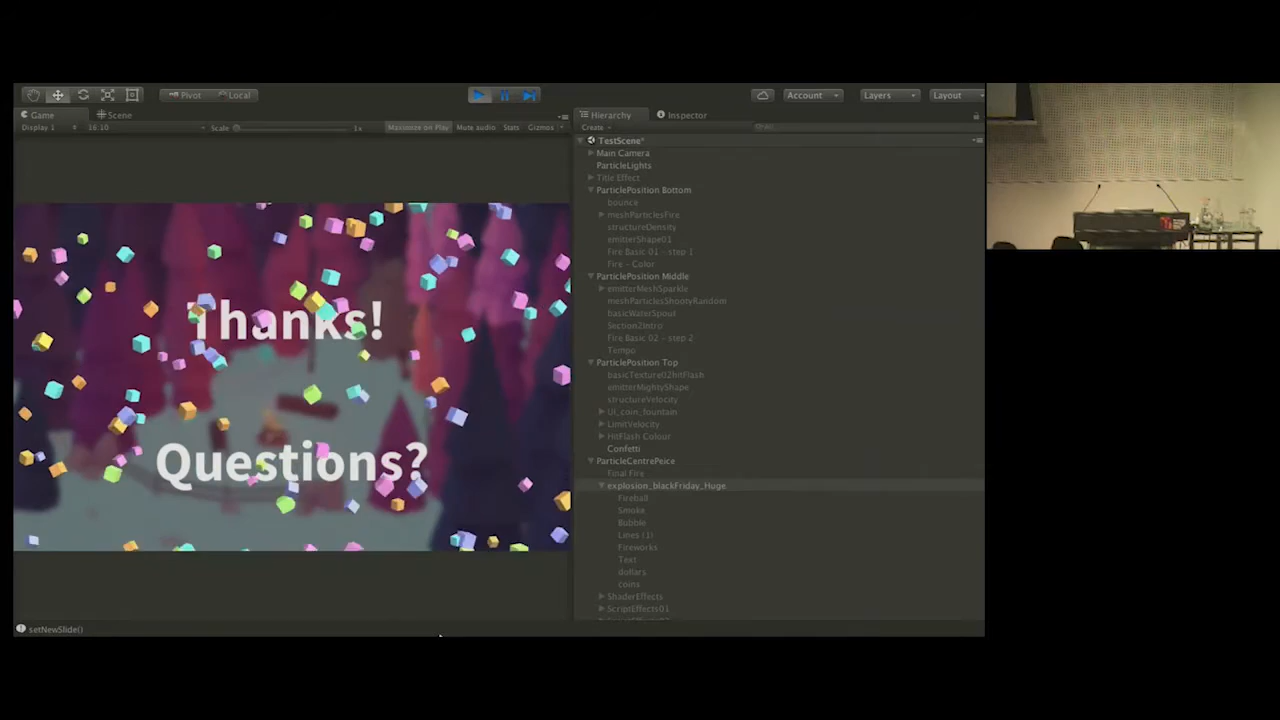 Pivot Local Account Layers Layout
Game Scene Hierarchy Inspector
Display 1 16:10 Scale 1x Maximize on Play Mute audio Stats Gizmos Create
TestScene*
Main Camera
ParticleLights
Title Effect
ParticlePosition Bottom
bounce
meshParticlesFire
structureDensity
emitterShape01
Fire Basic 01 - step 1
Fire - Color
ParticlePosition Middle
emitterMeshSparkle
meshParticlesShootyRandom
basicWaterSpout
Section2Intro
Fire Basic 02 - step 2
Tempo
ParticlePosition Top
basicTexture02hitFlash
emitterMightyShape
structureVelocity
UI_coin_fountain
LimitVelocity
HitFlash Colour
Confetti
ParticleCentrePeice
Final Fire
explosion_blackFriday_Huge
Fireball
Smoke
Bubble
Lines (1)
Fireworks
Text
dollars
coins
ShaderEffects
ScriptEffects01
Thanks!
Questions?
setNewSlide()